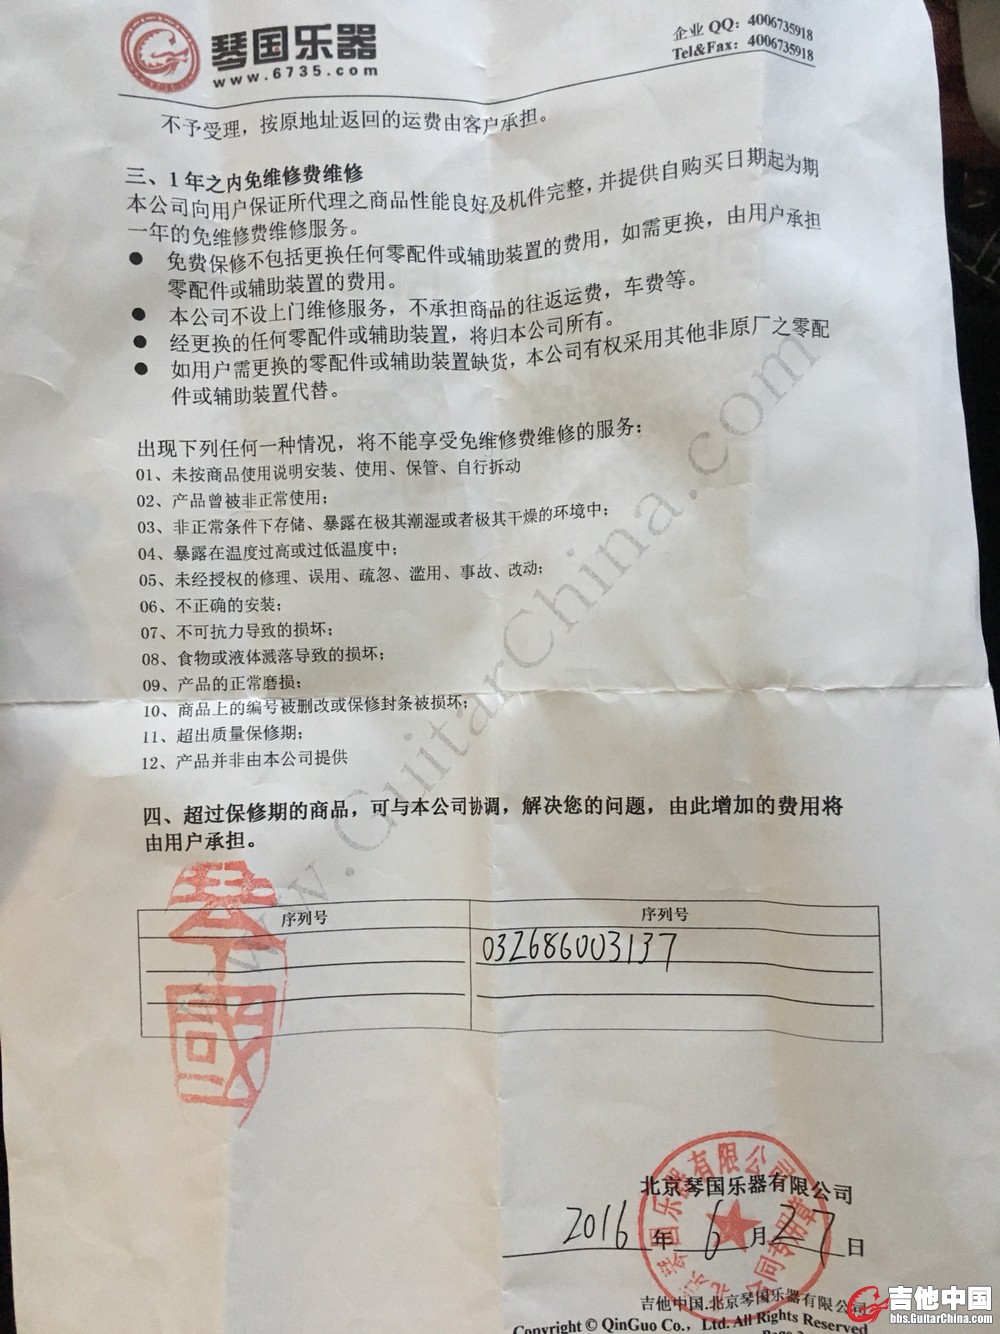 琴国乐器
www.6735.com
企业 QQ：4006735918
Tel&Fax：4006735918
不予受理，按原地址返回的运费由客户承担。
三、1 年之内免维修费维修
本公司向用户保证所代理之商品性能良好及机件完整，并提供自购买日期起为期
一年的免维修费维修服务。
● 免费保修不包括更换任何零配件或辅助装置的费用，如需更换，由用户承担
零配件或辅助装置的费用。
● 本公司不设上门维修服务，不承担商品的往返运费，车费等。
● 经更换的任何零配件或辅助装置，将归本公司所有。
● 如用户需更换的零配件或辅助装置缺货，本公司有权采用其他非原厂之零配
件或辅助装置代替。
出现下列任何一种情况，将不能享受免维修费维修的服务：
01、未按商品使用说明安装、使用、保管、自行拆动
02、产品曾被非正常使用；
03、非正常条件下存储、暴露在极其潮湿或者极其干燥的环境中；
04、暴露在温度过高或过低温度中；
05、未经授权的修理、误用、疏忽、滥用、事故、改动；
06、不正确的安装；
07、不可抗力导致的损坏；
08、食物或液体溅落导致的损坏；
09、产品的正常磨损；
10、商品上的编号被删改或保修封条被损坏；
11、超出质量保修期；
12、产品并非由本公司提供
www.GuitarChina.com
四、超过保修期的商品，可与本公司协调，解决您的问题，由此增加的费用将
由用户承担。
序列号 序列号
032686003137
琴國
北京琴国乐器有限公司
2016 年 6 月 27 日
北京琴国乐器有限公司
合同专用章
吉他中国.北京琴国乐器有限公司
Copyright © QinGuo Co., Ltd. All Rights Reserved
吉他中国
bbs.GuitarChina.com